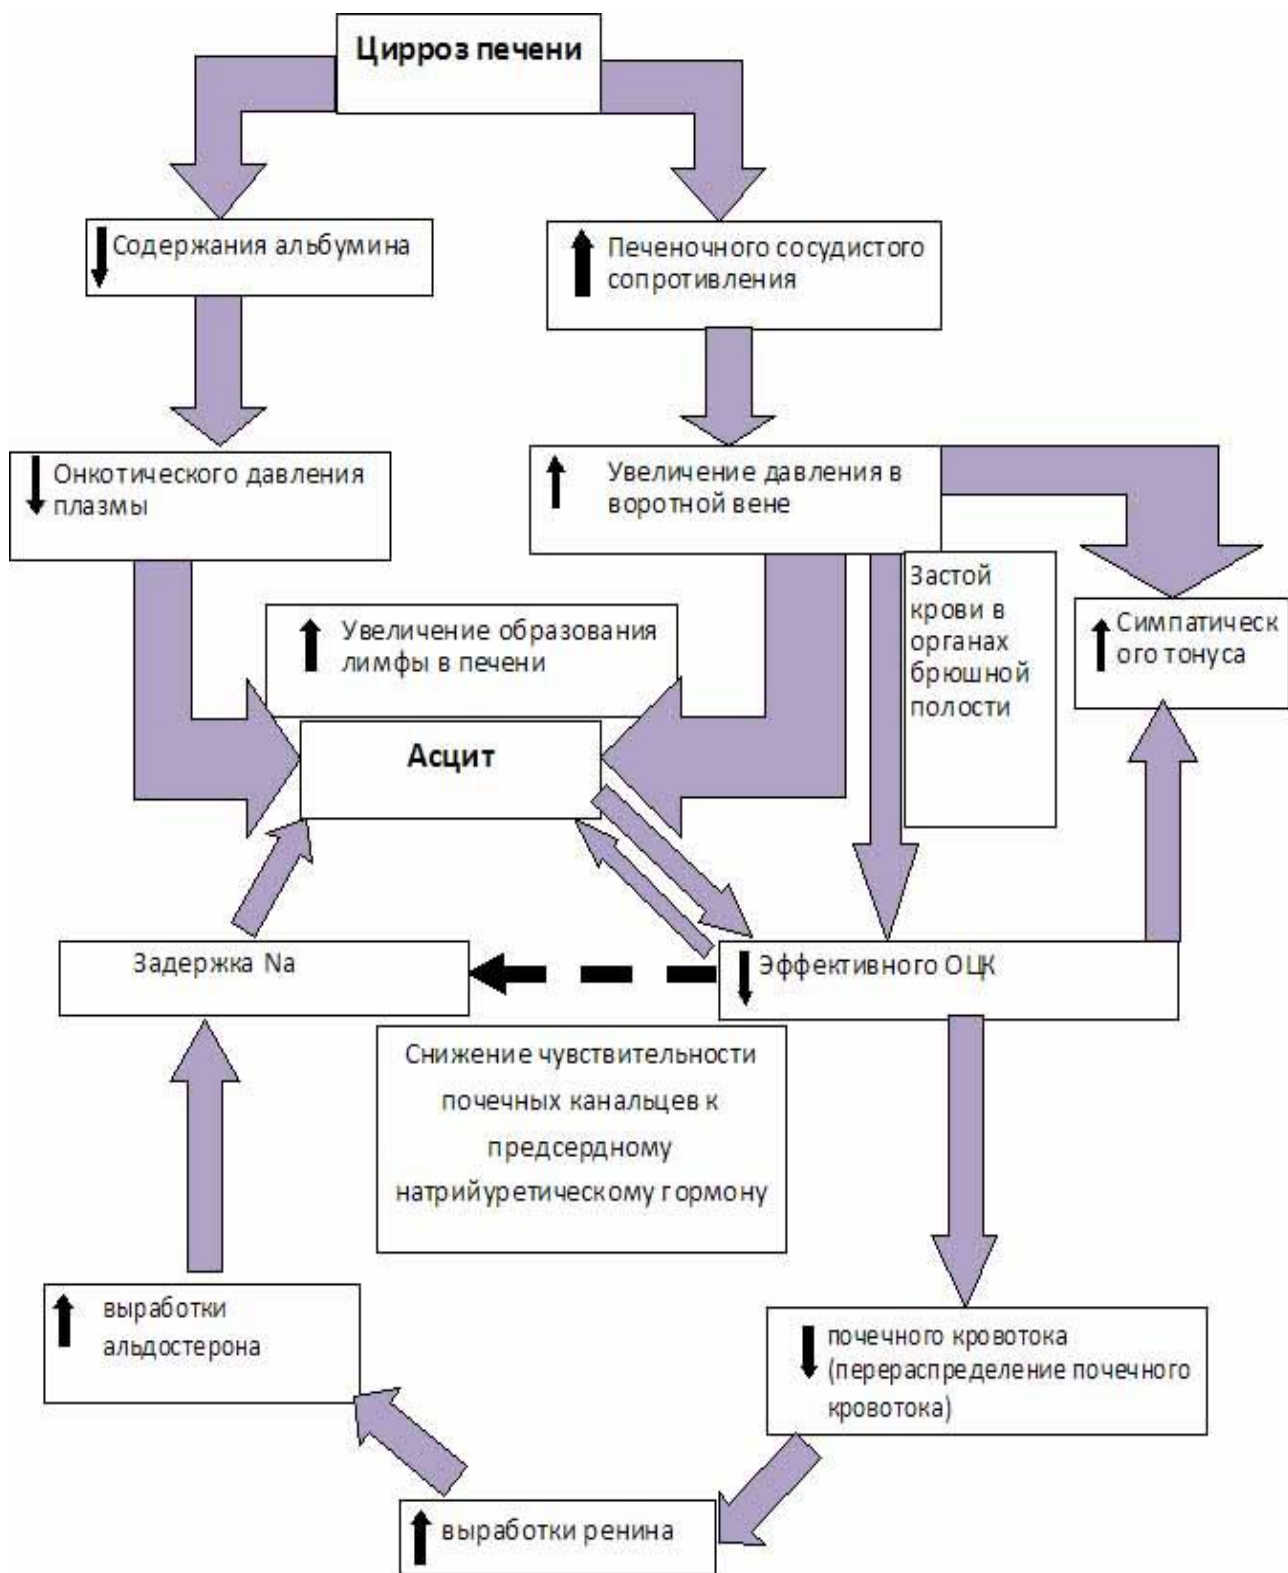 Цирроз печени
Содержания альбумина
Печеночного сосудистого
сопротивления
Онкотического давления
плазмы
Увеличение давления в
воротной вене
Застой
крови в
органах
брюшной
полости
Симпатическ
ого тонуса
Увеличение образования
лимфы в печени
Асцит
Задержка Na
Эффективного ОЦК
Снижение чувствительности
почечных канальцев к
предсердному
натрийуретическому гормону
выработки
альдостерона
почечного кровотока
(перераспределение почечного
кровотока)
выработки ренина